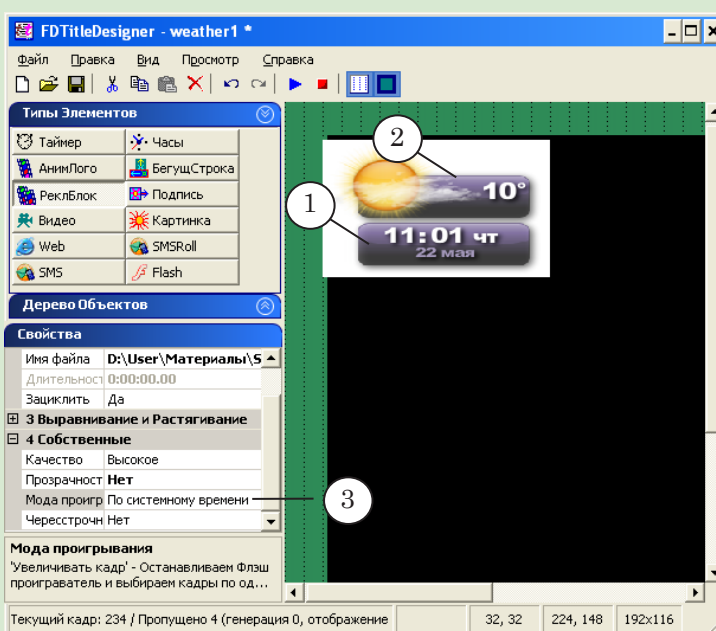 FDTitleDesigner - weather1 *
Файл Правка Вид Просмотр Справка
Типы Элементов
Таймер Часы
АнимЛого БегущСтрока
РеклБлок Подпись
Видео Картинка
Web SMSRoll
SMS Flash
Дерево Объектов
Свойства
Имя файла D:\User\Материалы\S
Длительност 0:00:00.00
Зациклить Да
3 Выравнивание и Растягивание
4 Собственные
Качество Высокое
Прозрачност Нет
Мода проигр По системному времени
Чересстрочн Нет
Мода проигрывания
'Увеличивать кадр' - Останавливаем Флэш
проигрaватель и выбираем кадры по од...
2
10°
1
11:01 чт
22 мая
3
Текущий кадр: 234 / Пропущено 4 (генерация 0, отображение
32, 32 224, 148 192x116